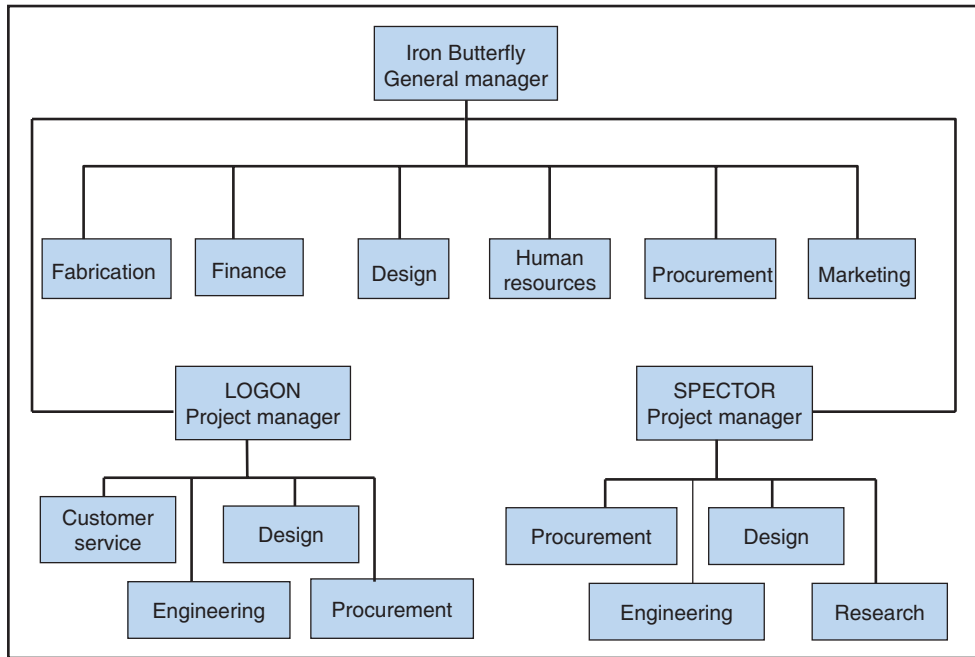 Iron Butterfly
General manager
Fabrication
Finance
Design
Human
resources
Procurement
Marketing
LOGON
Project manager
SPECTOR
Project manager
Customer
service
Design
Engineering
Procurement
Procurement
Design
Engineering
Research